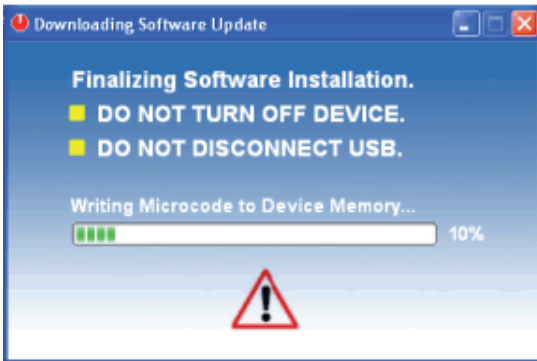 Downloading Software Update
Finalizing Software Installation.
DO NOT TURN OFF DEVICE.
DO NOT DISCONNECT USB.
Writing Microcode to Device Memory...
10%